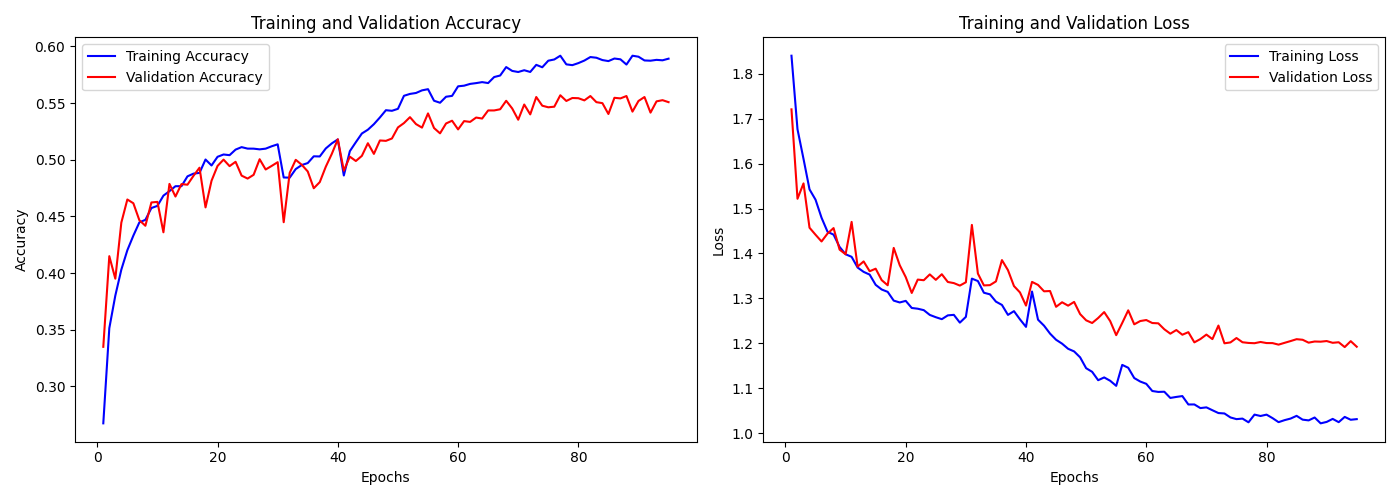 Training and Validation Accuracy
Training Accuracy
Validation Accuracy
0.60
0.55
0.50
0.45
0.40
0.35
0.30
Accuracy
0
20
40
60
80
Epochs
Training and Validation Loss
Training Loss
Validation Loss
1.8
1.7
1.6
1.5
1.4
1.3
1.2
1.1
1.0
Loss
0
20
40
60
80
Epochs